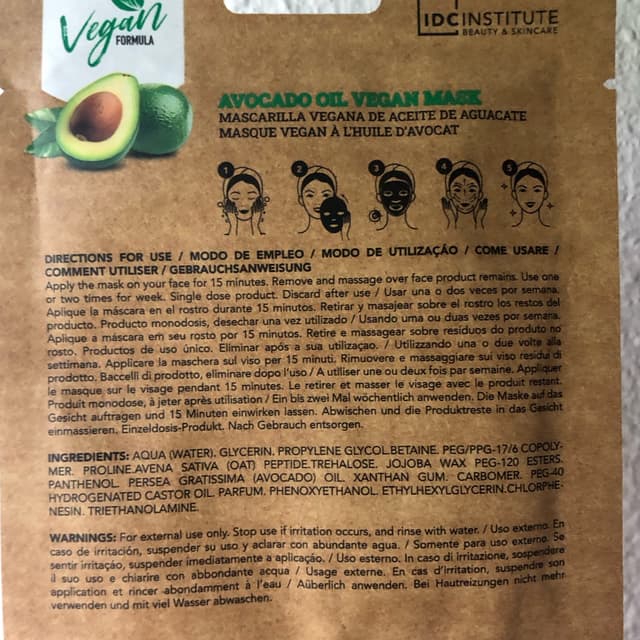 Vegan
FORMULA
IDC INSTITUTE
BEAUTY & SKINCARE
AVOCADO OIL VEGAN MASK
MASCARILLA VEGANA DE ACEITE DE AGUACATE
MASQUE VEGAN À L'HUILE D'AVOCAT
1 2 3 4 5
DIRECTIONS FOR USE / MODO DE EMPLEO / MODO DE UTILIZAÇÁO / COME USARE /
COMMENT UTILISER / GEBRAUCHSANWEISUNG
Apply the mask on your face for 15 minutes. Remove and massage over face product remains. Use one
or two times for week. Single dose product. Discard after use / Usar una o dos veces por semana.
Aplique la máscara en el rostro durante 15 minutos. Retirar y masajear sobre el rostro los restos del
producto. Producto monodosis, desechar una vez utilizado / Usando uma ou duas vezes por semana.
Aplique a máscara em seu rosto por 15 minutos. Retire e massagear sobre resíduos do produto no
rosto. Productos de uso único. Eliminar após a sua utilizaçao. / Utilizzando una o due volte alla
settimana. Applicare la maschera sul viso per 15 minuti. Rimuovere e massaggiare sui viso residui di
prodotto. Baccelli di prodotto, eliminare dopo l'uso / A utiliser une ou deux fois par semaine. Appliquer
le masque sur le visage pendant 15 minutes. Le retirer et masser le visage avec le produit restant.
Produit monodose, à jeter après utilisation / Ein bis zwei Mal wöchentlich anwenden. Die Maske auf das
Gesicht auftragen und 15 Minuten einwirken lassen. Abwischen und die Produktreste in das Gesicht
einmassieren. Einzeldosis-Produkt. Nach Gebrauch entsorgen.
INGREDIENTS: AQUA (WATER). GLYCERIN. PROPYLENE GLYCOL.BETAINE. PEG/PPG-17/6 COPOLY-
MER. PROLINE.AVENA SATIVA (OAT) PEPTIDE.TREHALOSE. JOJOBA WAX PEG-120 ESTERS.
PANTHENOL. PERSEA GRATISSIMA (AVOCADO) OIL. XANTHAN GUM. CARBOMER. PEG-40
HYDROGENATED CASTOR OIL. PARFUM. PHENOXYETHANOL. ETHYLHEXYLGLYCERIN.CHLORPHE-
NESIN. TRIETHANOLAMINE.
WARNINGS: For external use only. Stop use if irritation occurs, and rinse with water. / Uso externo. En
caso de irritación, suspender su uso y aclarar con abundante agua. / Somente para uso externo. Se
sentir irritação, suspender imediatamente a aplicação. / Uso esterno. In caso di irritazione, sospendere
il suo uso e chiarire con abbondante acqua / Usage externe. En cas d'irritation, suspendre son
application et rincer abondamment à l'eau / Aüberlich anwenden. Bei Hautreizungen nicht mehr
verwenden und mit viel Wasser abwaschen.